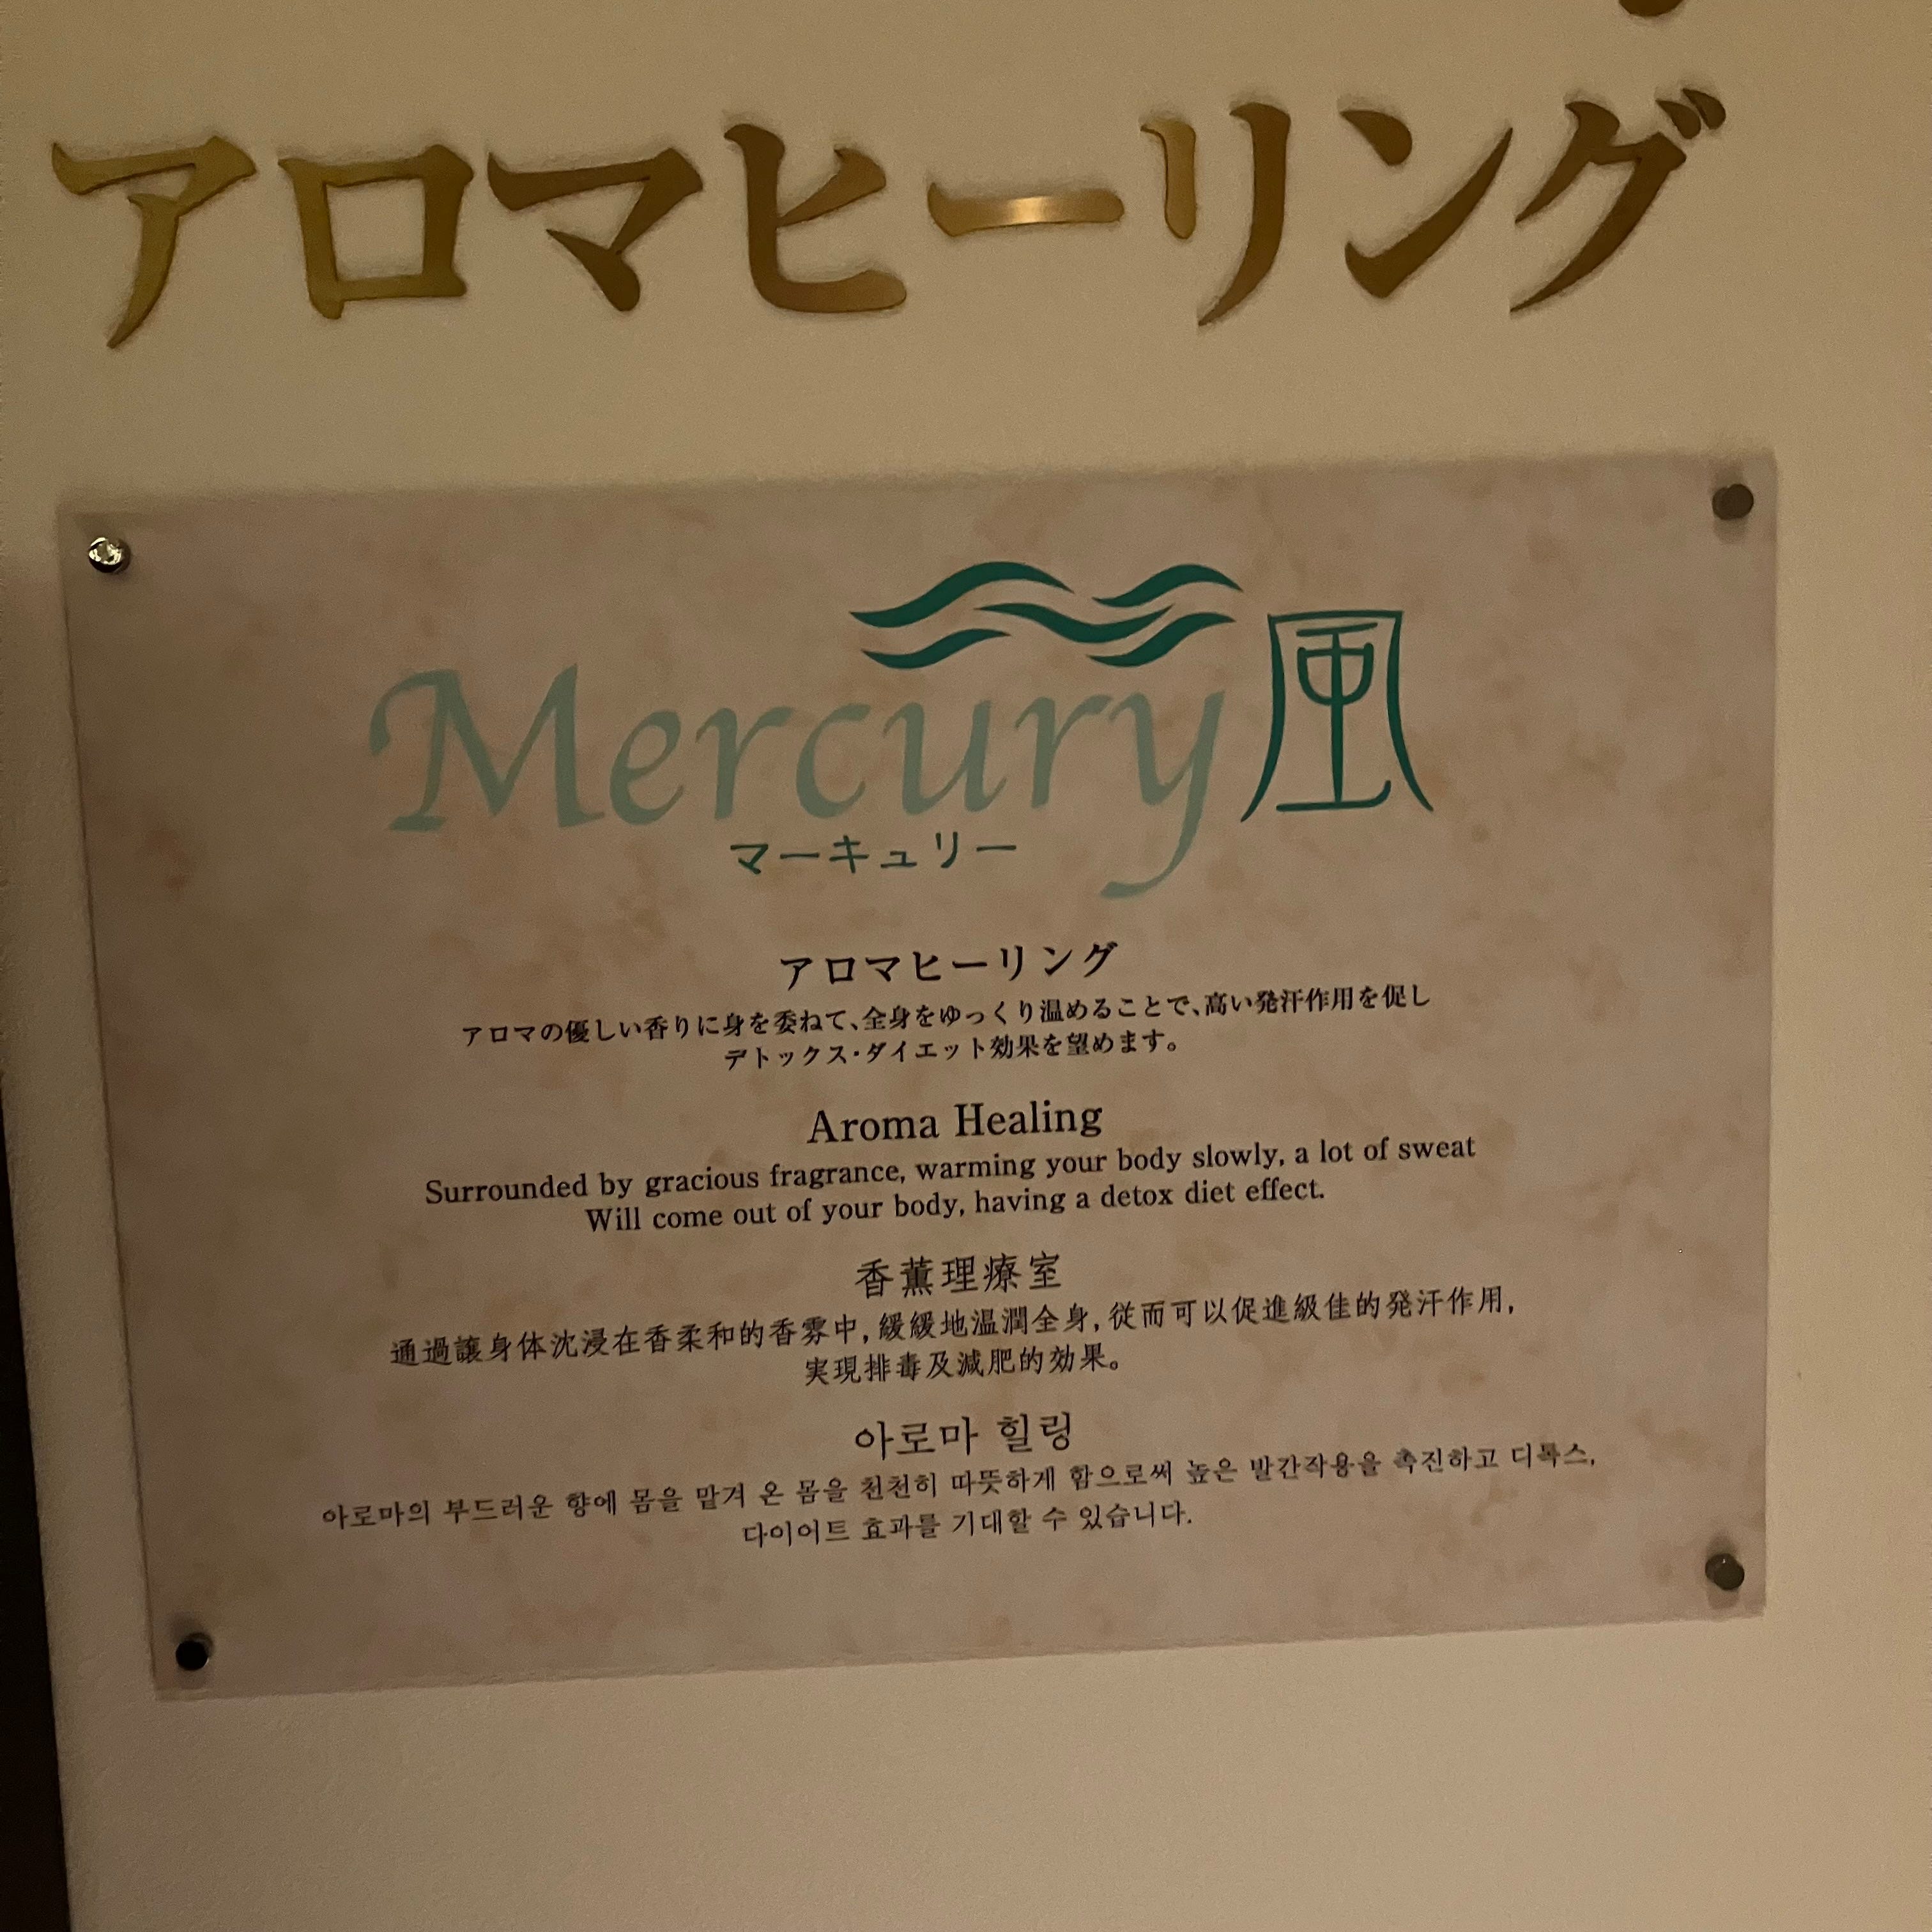 アロマヒーリング
Mercury 風
マーキュリー
アロマヒーリング
アロマの優しい香りに身を委ねて、全身をゆっくり温めることで、高い発汗作用を促し
デトックス・ダイエット効果を望めます。
Aroma Healing
Surrounded by gracious fragrance, warming your body slowly, a lot of sweat
Will come out of your body, having a detox diet effect.
香薫理療室
通過讓身体沈浸在香柔和的香雾中,緩緩地温潤全身,従而可以促進級佳的発汗作用,
実現排毒及減肥的効果。
아로마 힐링
아로마의 부드러운 향에 몸을 맡겨 온 몸을 천천히 따뜻하게 함으로써 높은 발간작용을 촉진하고 디톡스,
다이어트 효과를 기대할 수 있습니다.